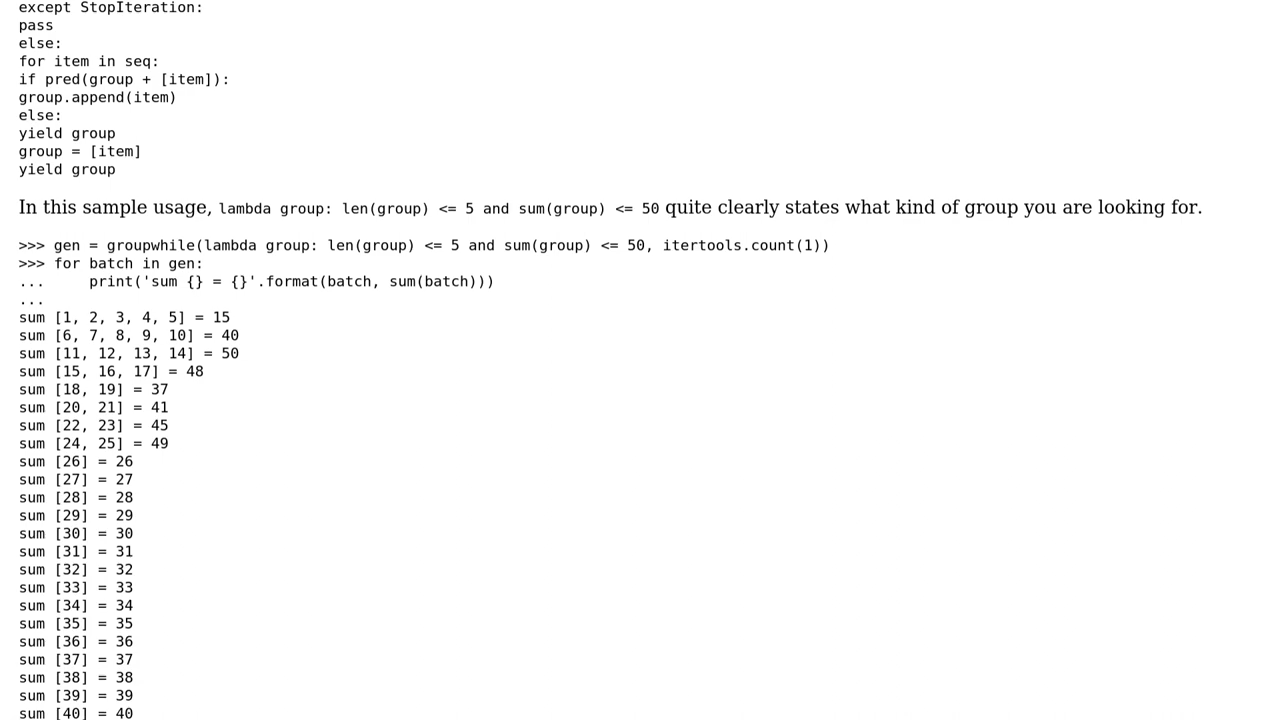 except StopIteration:
pass
else:
for item in seq:
if pred(group + [item]):
group.append(item)
else:
yield group
group = [item]
yield group
In this sample usage, lambda group: len(group) <= 5 and sum(group) <= 50 quite clearly states what kind of group you are looking for.
>>> gen = groupwhile(lambda group: len(group) <= 5 and sum(group) <= 50, itertools.count(1))
>>> for batch in gen:
...     print('sum {} = {}'.format(batch, sum(batch)))
...
sum [1, 2, 3, 4, 5] = 15
sum [6, 7, 8, 9, 10] = 40
sum [11, 12, 13, 14] = 50
sum [15, 16, 17] = 48
sum [18, 19] = 37
sum [20, 21] = 41
sum [22, 23] = 45
sum [24, 25] = 49
sum [26] = 26
sum [27] = 27
sum [28] = 28
sum [29] = 29
sum [30] = 30
sum [31] = 31
sum [32] = 32
sum [33] = 33
sum [34] = 34
sum [35] = 35
sum [36] = 36
sum [37] = 37
sum [38] = 38
sum [39] = 39
sum [40] = 40